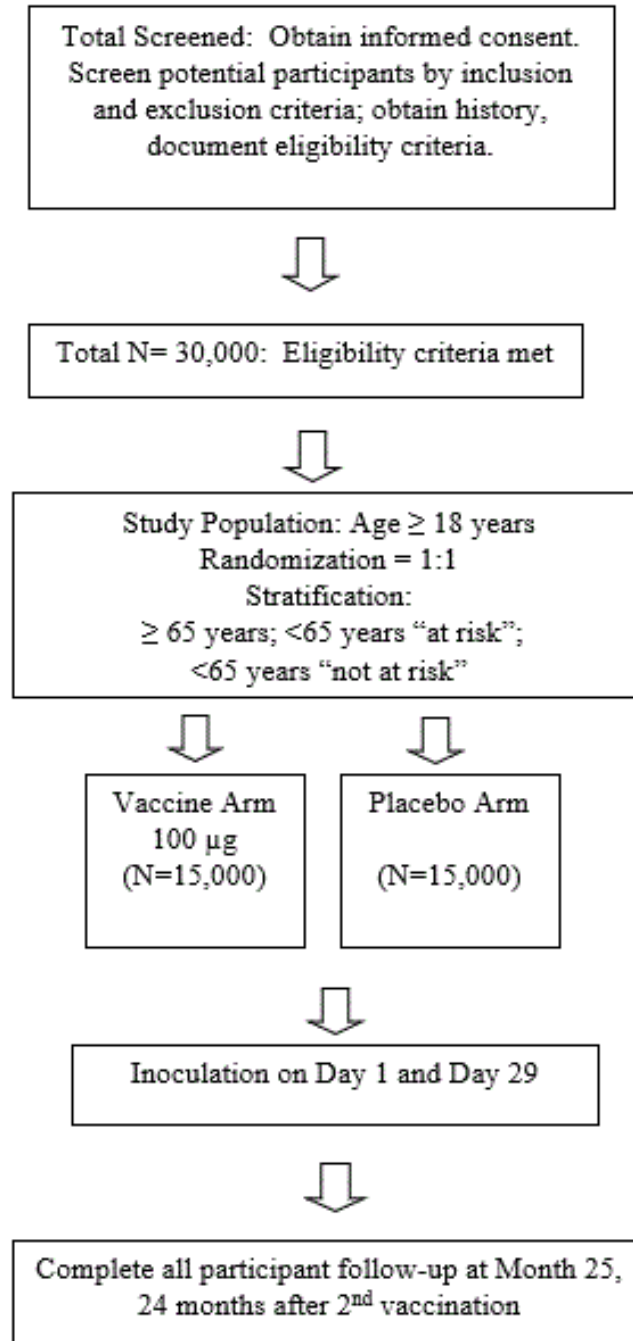 Total Screened: Obtain informed consent.
Screen potential participants by inclusion
and exclusion criteria; obtain history,
document eligibility criteria.
Total N= 30,000: Eligibility criteria met
Study Population: Age ≥ 18 years
Randomization = 1:1
Stratification:
≥ 65 years; <65 years “at risk”;
<65 years “not at risk”
Vaccine Arm
100 µg
(N=15,000)
Placebo Arm
(N=15,000)
Inoculation on Day 1 and Day 29
Complete all participant follow-up at Month 25,
24 months after 2nd vaccination